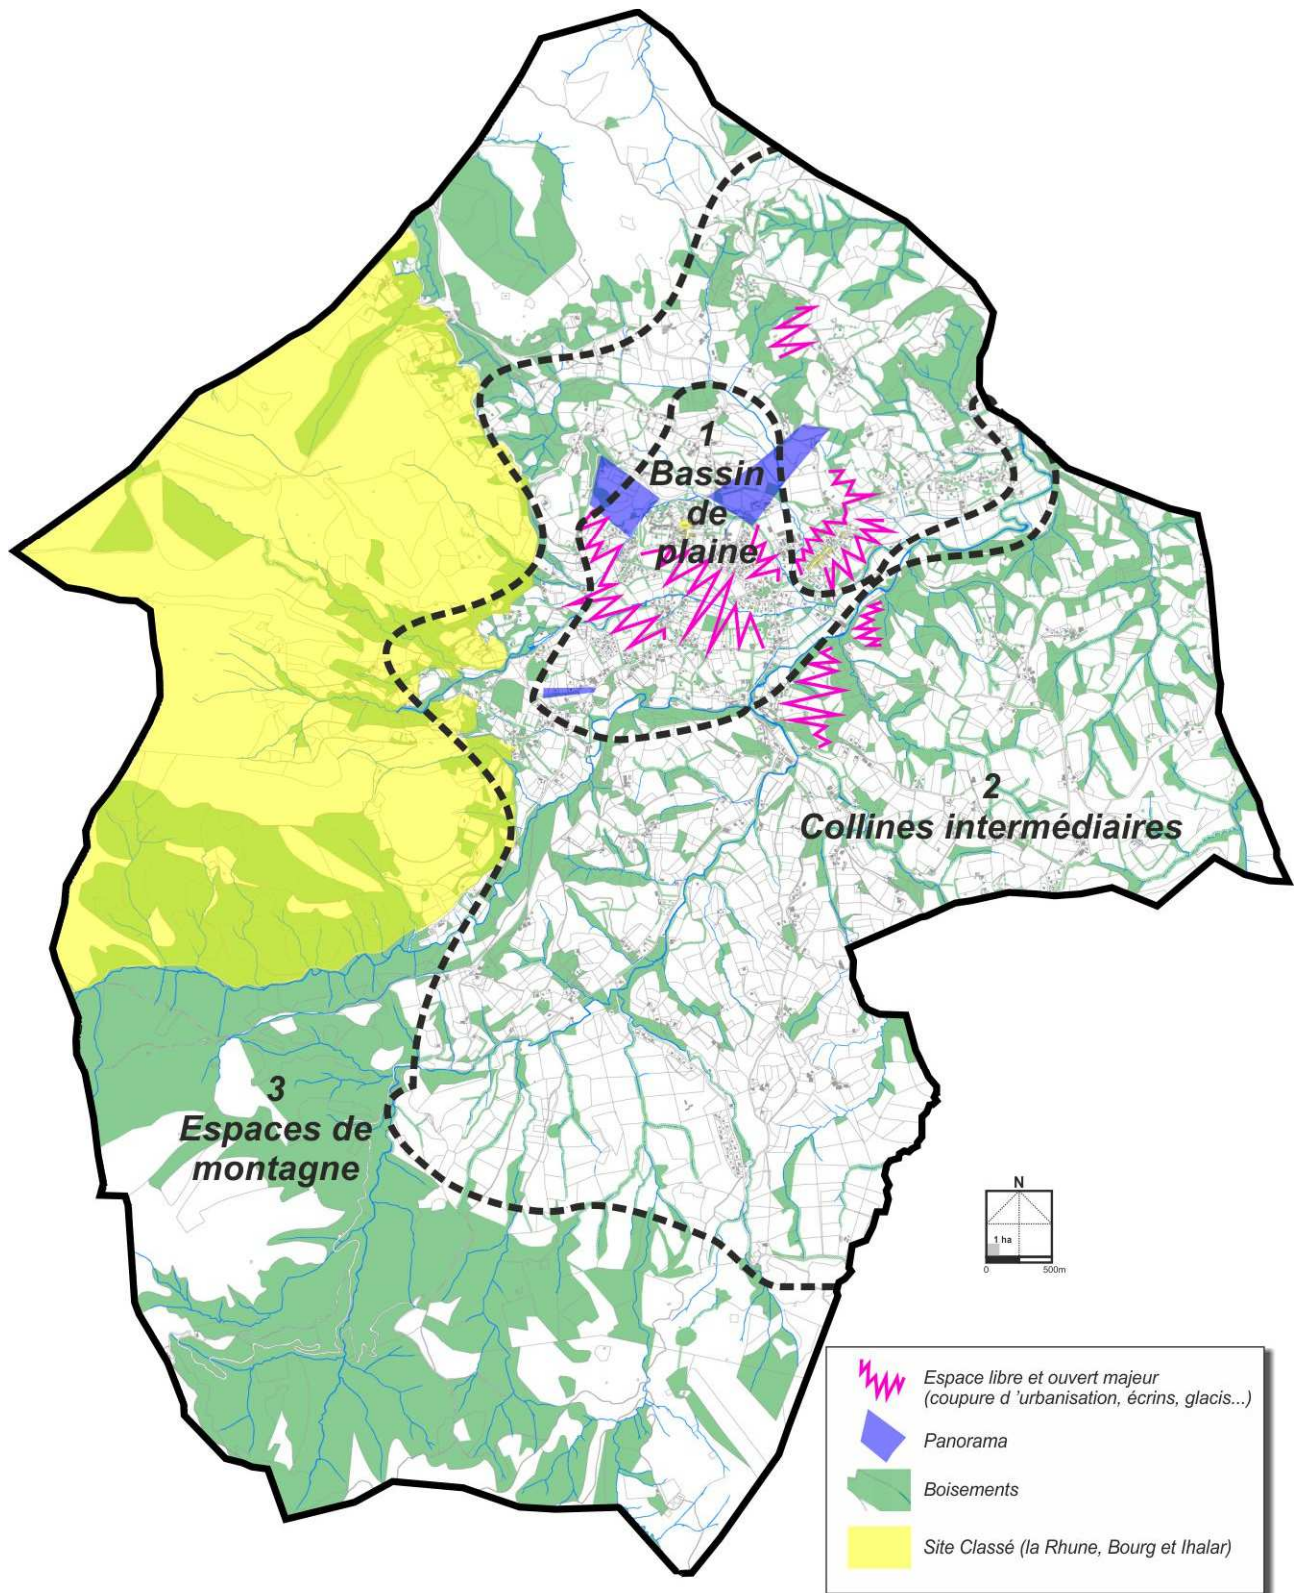 1
Bassin
de
plaine
2
Collines intermédiaires
3
Espaces de
montagne
N
1 ha
0 500m
Espace libre et ouvert majeur
(coupure d 'urbanisation, écrins, glacis...)
Panorama
Boisements
Site Classé (la Rhune, Bourg et Ihalar)